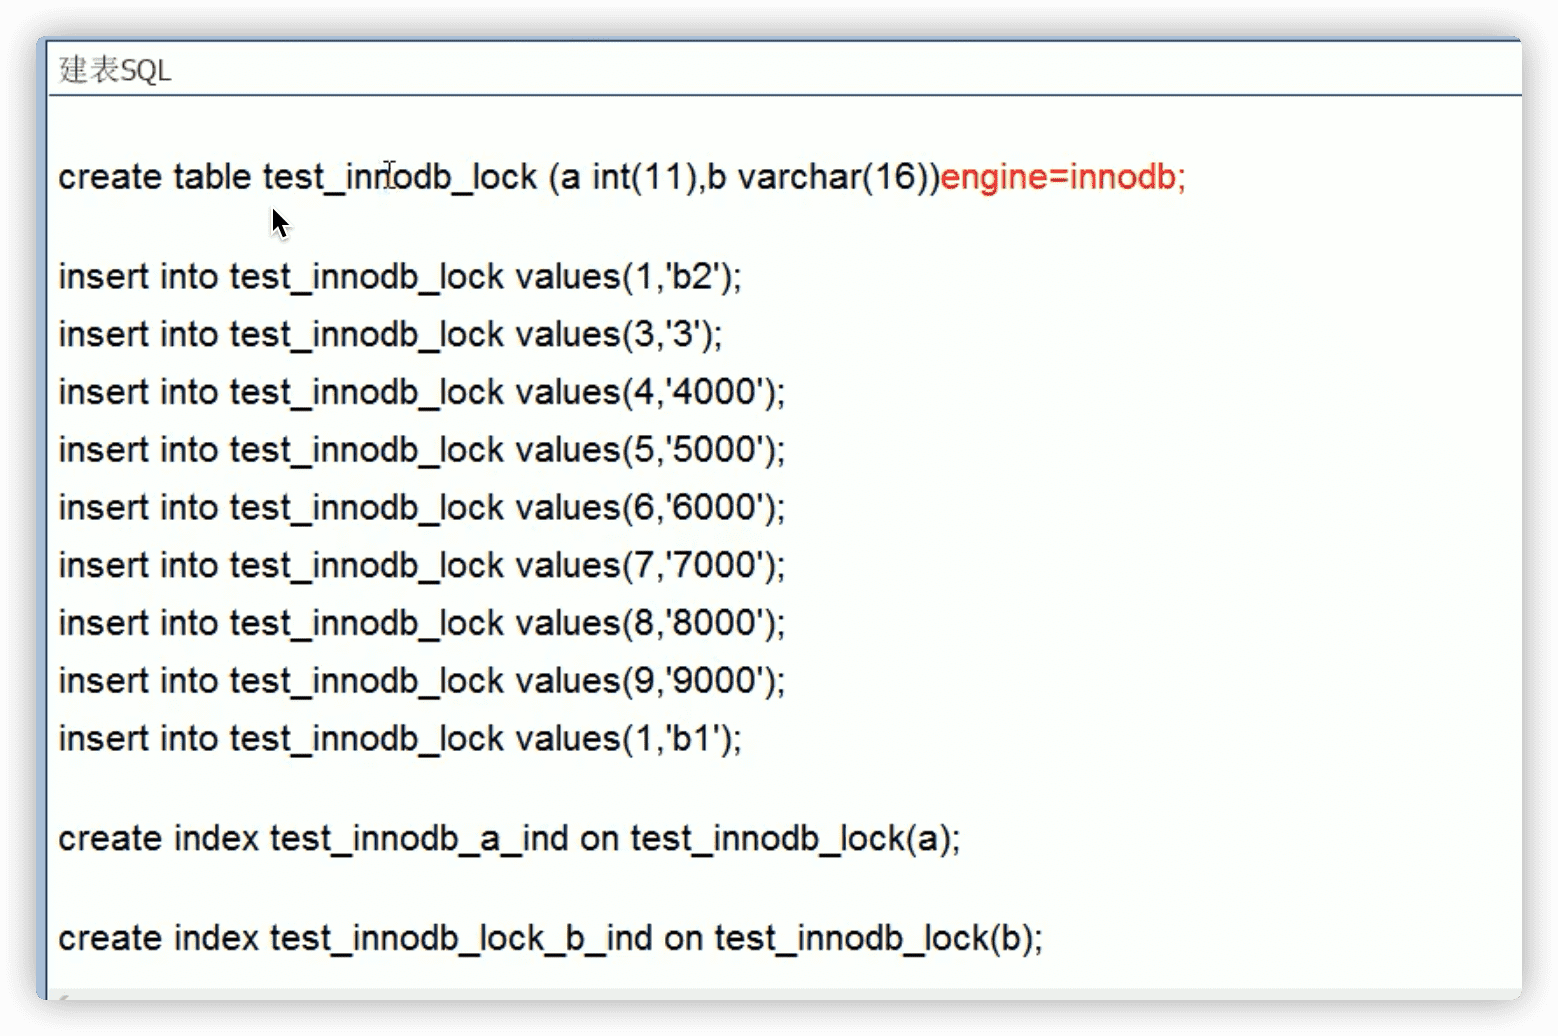 建表SQL
create table test_innodb_lock (a int(11),b varchar(16))engine=innodb;
insert into test_innodb_lock values(1,'b2');
insert into test_innodb_lock values(3,'3');
insert into test_innodb_lock values(4,'4000');
insert into test_innodb_lock values(5,'5000');
insert into test_innodb_lock values(6,'6000');
insert into test_innodb_lock values(7,'7000');
insert into test_innodb_lock values(8,'8000');
insert into test_innodb_lock values(9,'9000');
insert into test_innodb_lock values(1,'b1');
create index test_innodb_a_ind on test_innodb_lock(a);
create index test_innodb_lock_b_ind on test_innodb_lock(b);